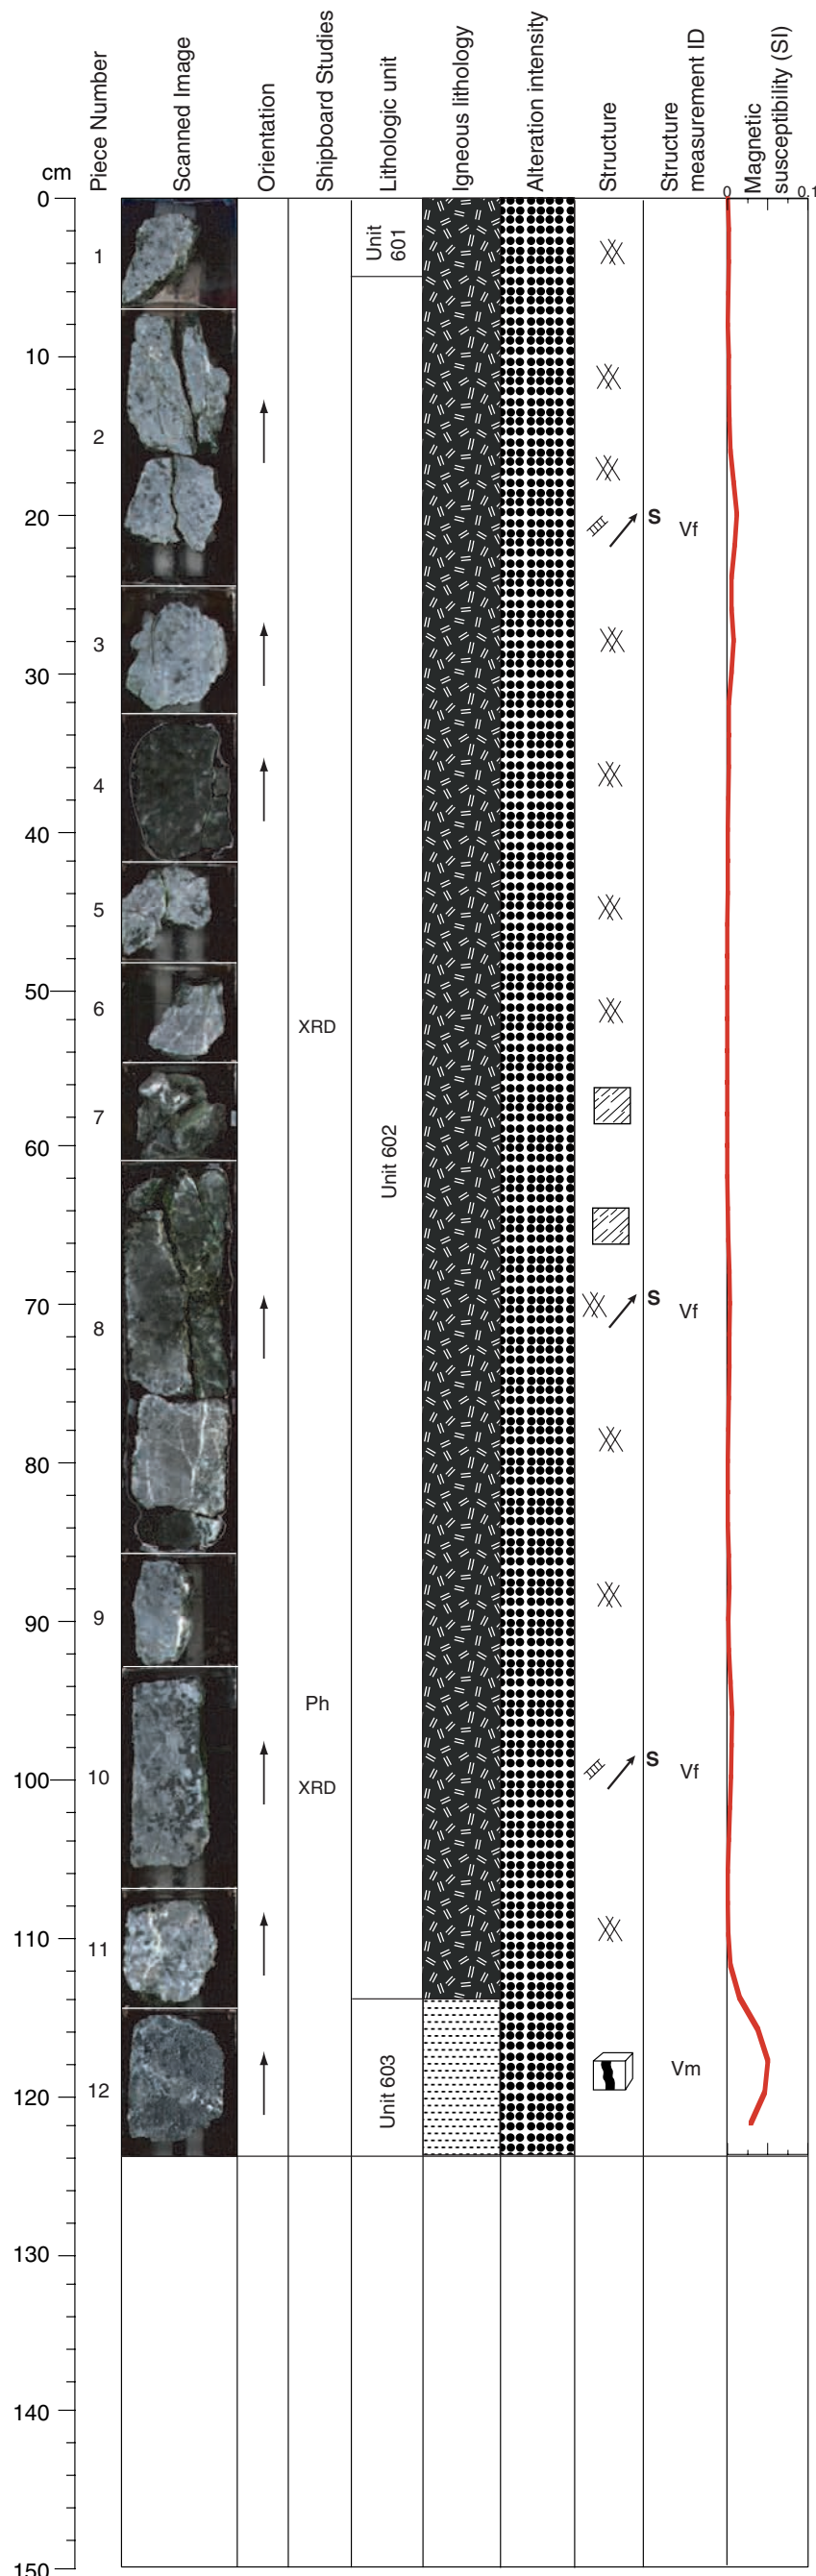 cm
Piece Number
Scanned Image
Orientation
Shipboard Studies
Lithologic unit
Igneous lithology
Alteration intensity
Structure
Structure
measurement ID
Magnetic
susceptibility (SI)
0 0.1
0
Unit
601
1
10
2
20
S
Vf
3
30
4
40
5
50
6
XRD
7
60
Unit 602
70
S
Vf
8
80
90
9
Ph
100
10
XRD
S
Vf
110
11
Unit 603
Vm
120
12
130
140
150